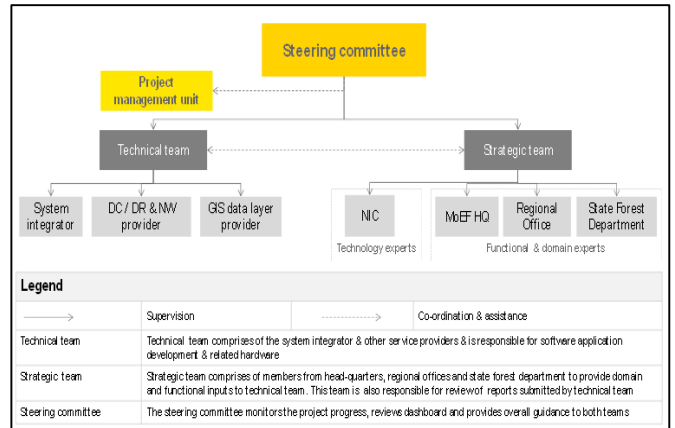 Steering committee
Project
management unit
Technical team
Strategic team
System
integrator
DC / DR & NW
provider
GIS data layer
provider
NIC
MoEF HQ
Regional
Office
State Forest
Department
Technology experts
Functional & domain experts
Legend
Supervision
Co-ordination & assistance
Technical team
Technical team comprises of the system integrator & other service providers & is responsible for software application
development & related hardware
Strategic team
Strategic team comprises of members from head-quarters, regional offices and state forest department to provide domain
and functional inputs to technical team. This team is also responsible for review of reports submitted by technical team
Steering committee
The steering committee monitors the project progress, reviews dashboard and provides overall guidance to both teams